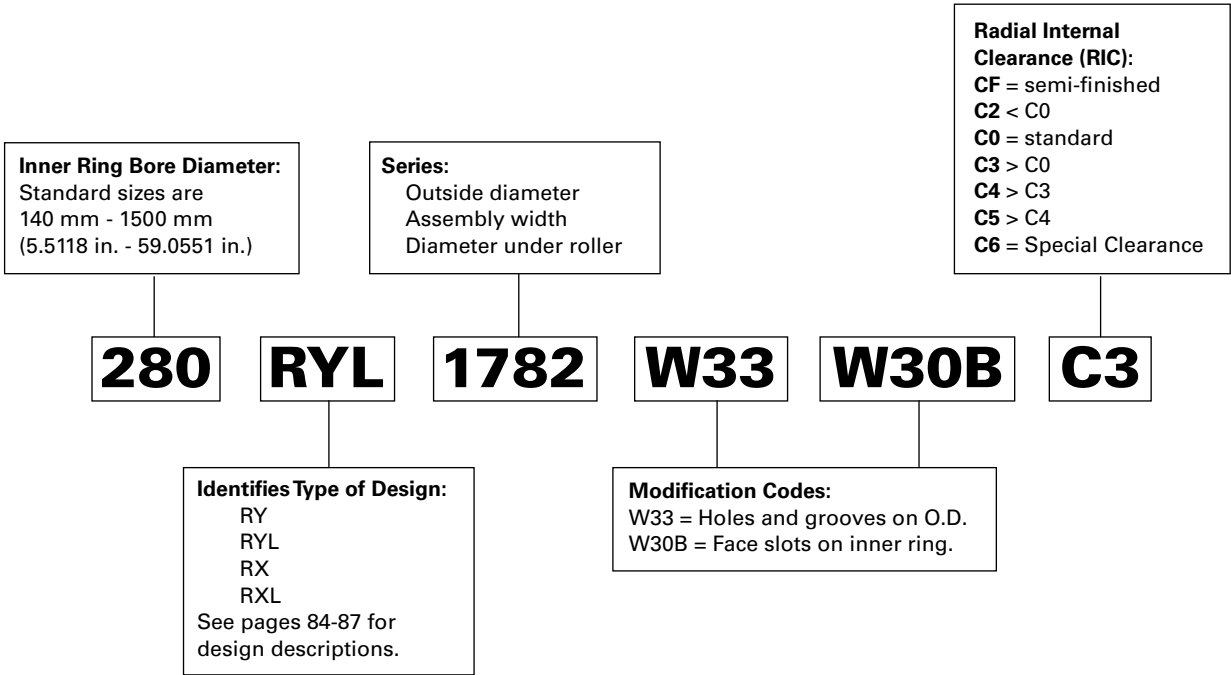 Radial Internal
Clearance (RIC):
CF = semi-finished
C2 < C0
C0 = standard
C3 > C0
C4 > C3
C5 > C4
C6 = Special Clearance
Inner Ring Bore Diameter:
Standard sizes are
140 mm - 1500 mm
(5.5118 in. - 59.0551 in.)
Series:
Outside diameter
Assembly width
Diameter under roller
280 RYL 1782 W33 W30B C3
Identifies Type of Design:
RY
RYL
RX
RXL
See pages 84-87 for
design descriptions.
Modification Codes:
W33 = Holes and grooves on O.D.
W30B = Face slots on inner ring.